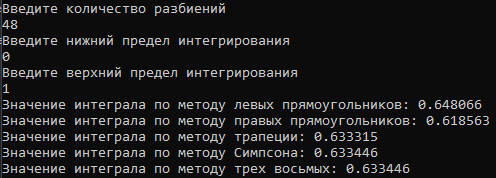 Введите количество разбиений
48
Введите нижний предел интегрирования
0
Введите верхний предел интегрирования
1
Значение интеграла по методу левых прямоугольников: 0.648066
Значение интеграла по методу правых прямоугольников: 0.618563
Значение интеграла по методу трапеции: 0.633315
Значение интеграла по методу Симпсона: 0.633446
Значение интеграла по методу трех восьмых: 0.633446